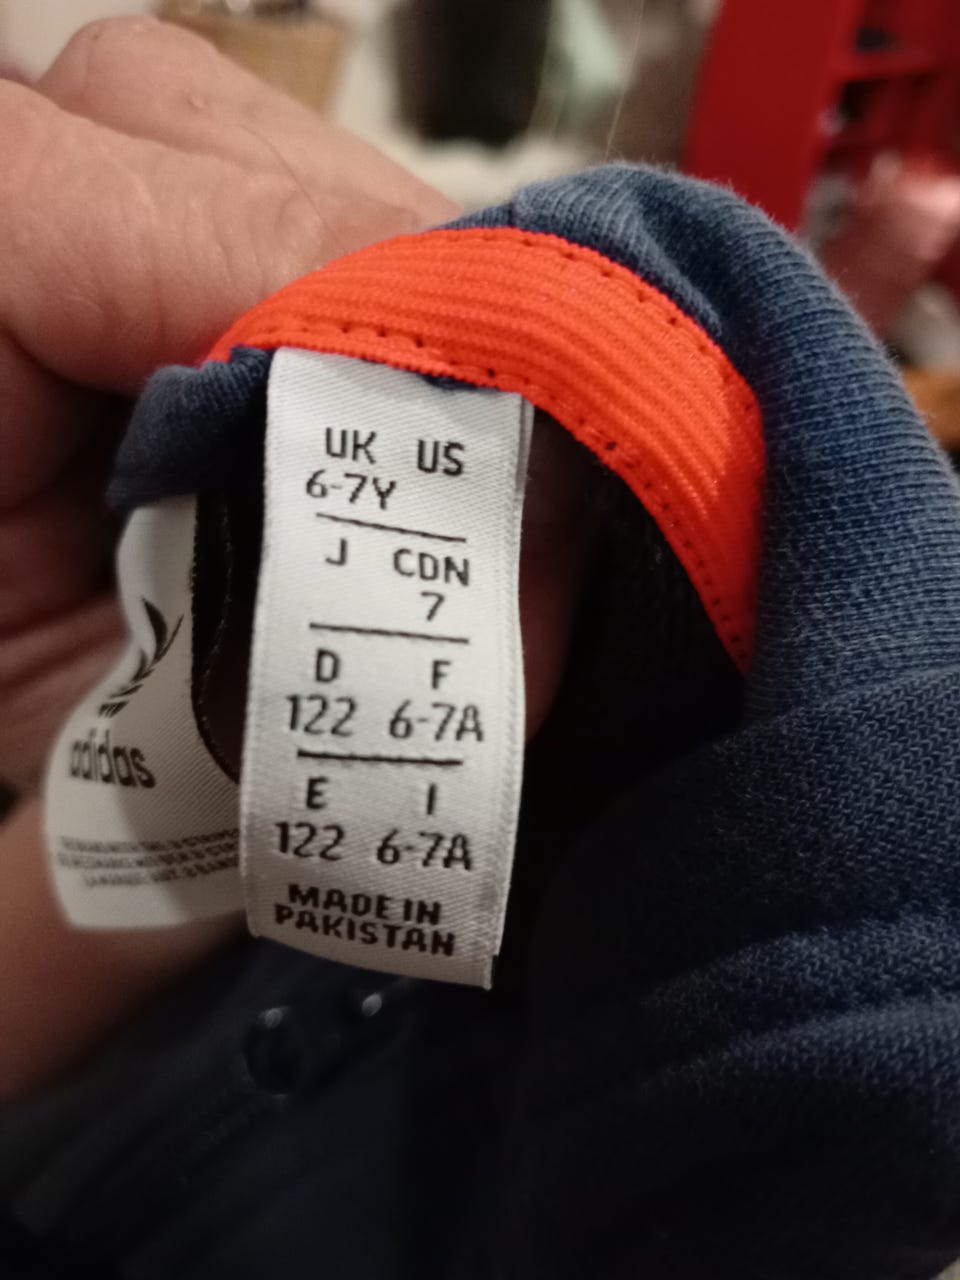 UK US
6-7Y
J CDN
7
D F
122 6-7A
E I
122 6-7A
MADE IN
PAKISTAN
adidas